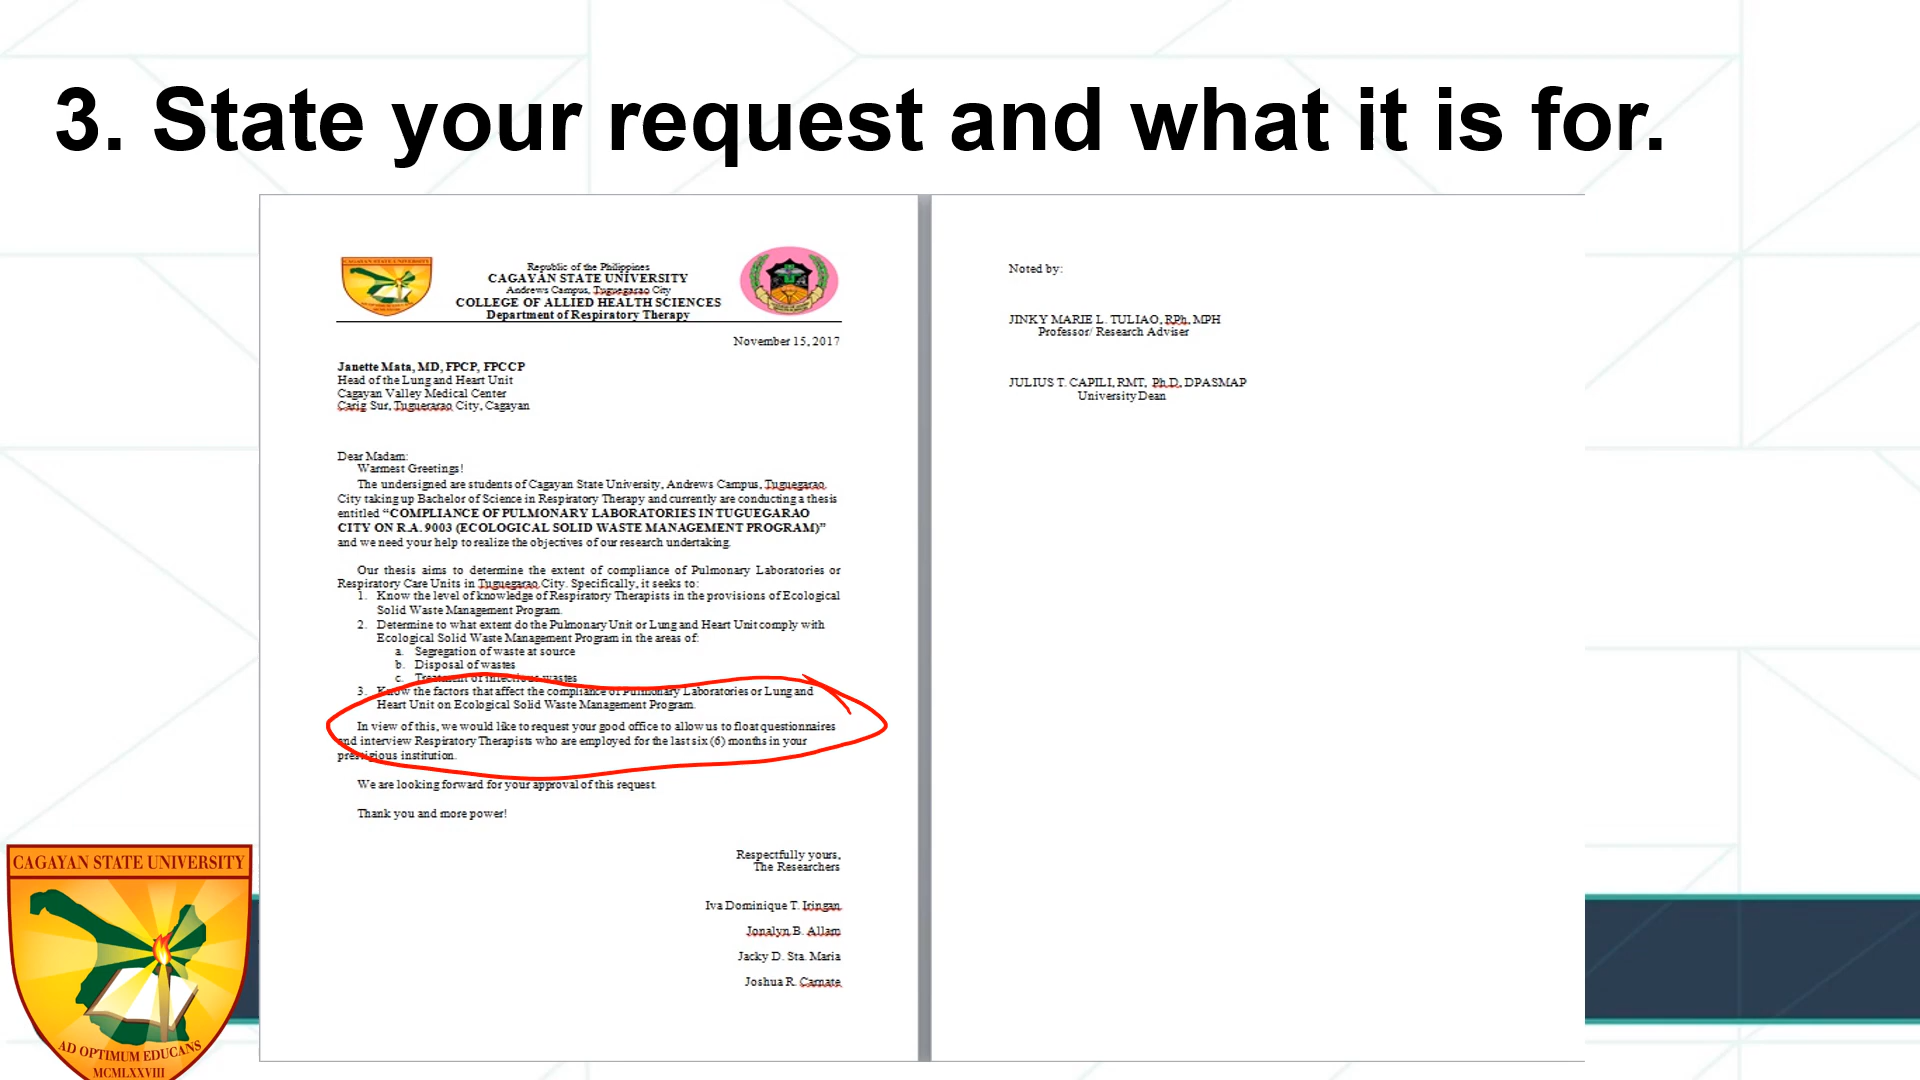 3. State your request and what it is for.
CAGAYAN STATE UNIVERSITY
Republic of the Philippines
CAGAYAN STATE UNIVERSITY
Andrews Campus, Tuguegarao City
COLLEGE OF ALLIED HEALTH SCIENCES
Department of Respiratory Therapy
November 15, 2017
Janette Mata, MD, FPCP, FPCCP
Head of the Lung and Heart Unit
Cagayan Valley Medical Center
Carig Sur, Tuguerarao City, Cagayan
Dear Madam:
Warmest Greetings!
The undersigned are students of Cagayan State University, Andrews Campus, Tuguegarao
City taking up Bachelor of Science in Respiratory Therapy and currently are conducting a thesis
entitled “COMPLIANCE OF PULMONARY LABORATORIES IN TUGUEGARAO
CITY ON R.A. 9003 (ECOLOGICAL SOLID WASTE MANAGEMENT PROGRAM)”
and we need your help to realize the objectives of our research undertaking.
Our thesis aims to determine the extent of compliance of Pulmonary Laboratories or
Respiratory Care Units in Tuguegarao City. Specifically, it seeks to:
1. Know the level of knowledge of Respiratory Therapists in the provisions of Ecological
Solid Waste Management Program.
2. Determine to what extent do the Pulmonary Unit or Lung and Heart Unit comply with
Ecological Solid Waste Management Program in the areas of:
a. Segregation of waste at source
b. Disposal of wastes
c. Treatment of infectious wastes
3. Know the factors that affect the compliance of Pulmonary Laboratories or Lung and
Heart Unit on Ecological Solid Waste Management Program.
In view of this, we would like to request your good office to allow us to float questionnaires
and interview Respiratory Therapists who are employed for the last six (6) months in your
prestigious institution.
We are looking forward for your approval of this request.
Thank you and more power!
Respectfully yours,
The Researchers
Iva Dominique T. Iringan
Jonalyn B. Allam
Jacky D. Sta. Maria
Joshua R. Carnate
Noted by:
JINKY MARIE L. TULIAO, RPh, MPH
Professor/ Research Adviser
JULIUS T. CAPILI, RMT, Ph.D, DPASMAP
University Dean
CAGAYAN STATE UNIVERSITY
AD OPTIMUM EDUCANS
MCMLXXVIII